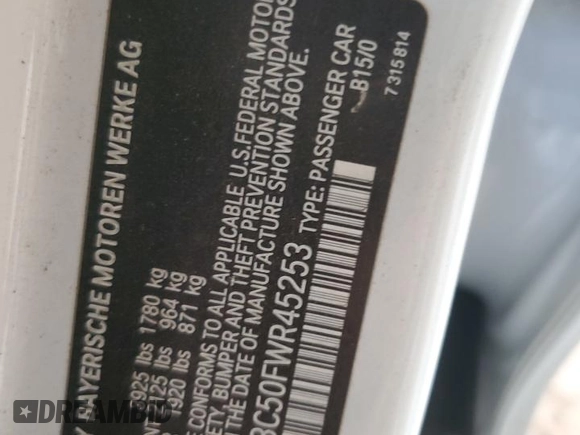 BAYERISCHE MOTOREN WERKE AG
3925 lbs 1780 kg
2125 lbs 964 kg
1920 lbs 871 kg
CONFORMS TO ALL APPLICABLE U.S. FEDERAL MOTOR
SAFETY, BUMPER AND THEFT PREVENTION STANDARDS
THE DATE OF MANUFACTURE SHOWN ABOVE.
3C50FWR45253 TYPE: PASSENGER CAR
B15/0
7 315 814
DREAMBID